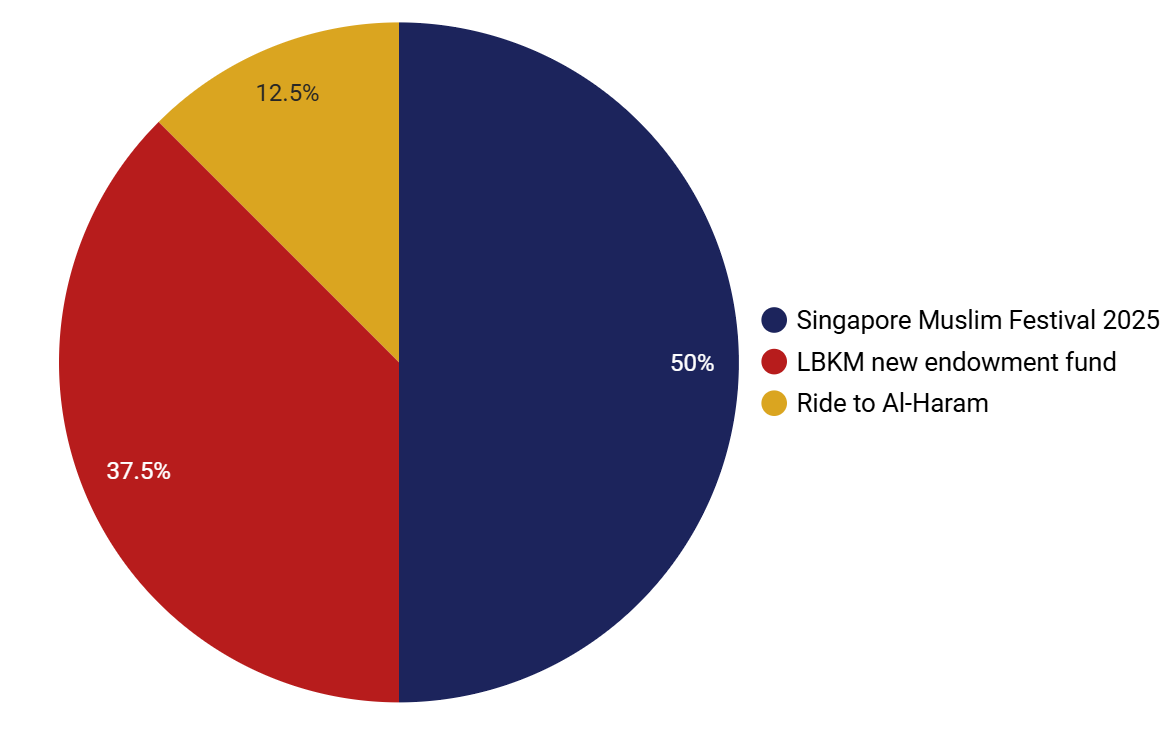 12.5%
50%
37.5%
Singapore Muslim Festival 2025
LBKM new endowment fund
Ride to Al-Haram